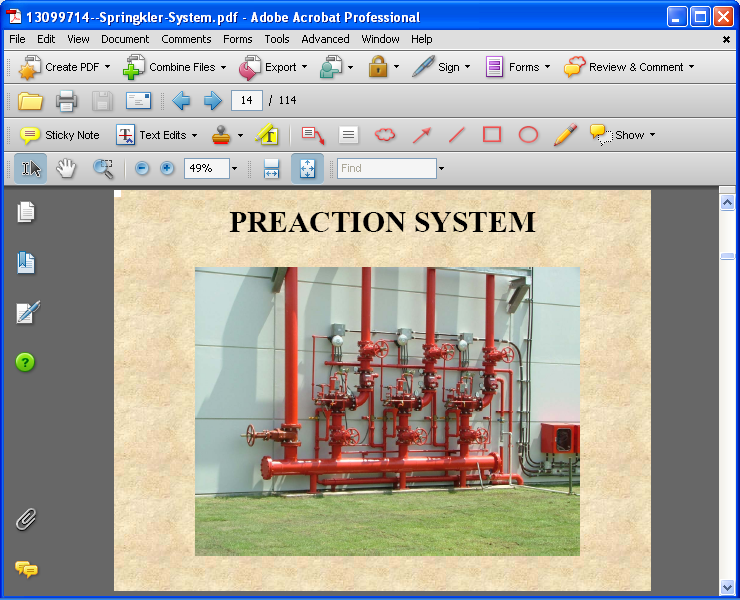 13099714--Springkler-System.pdf - Adobe Acrobat Professional
File Edit View Document Comments Forms Tools Advanced Window Help
Create PDF Combine Files Export Sign Forms Review & Comment
14 / 114
Sticky Note Text Edits T Show
49% Find
PREACTION SYSTEM